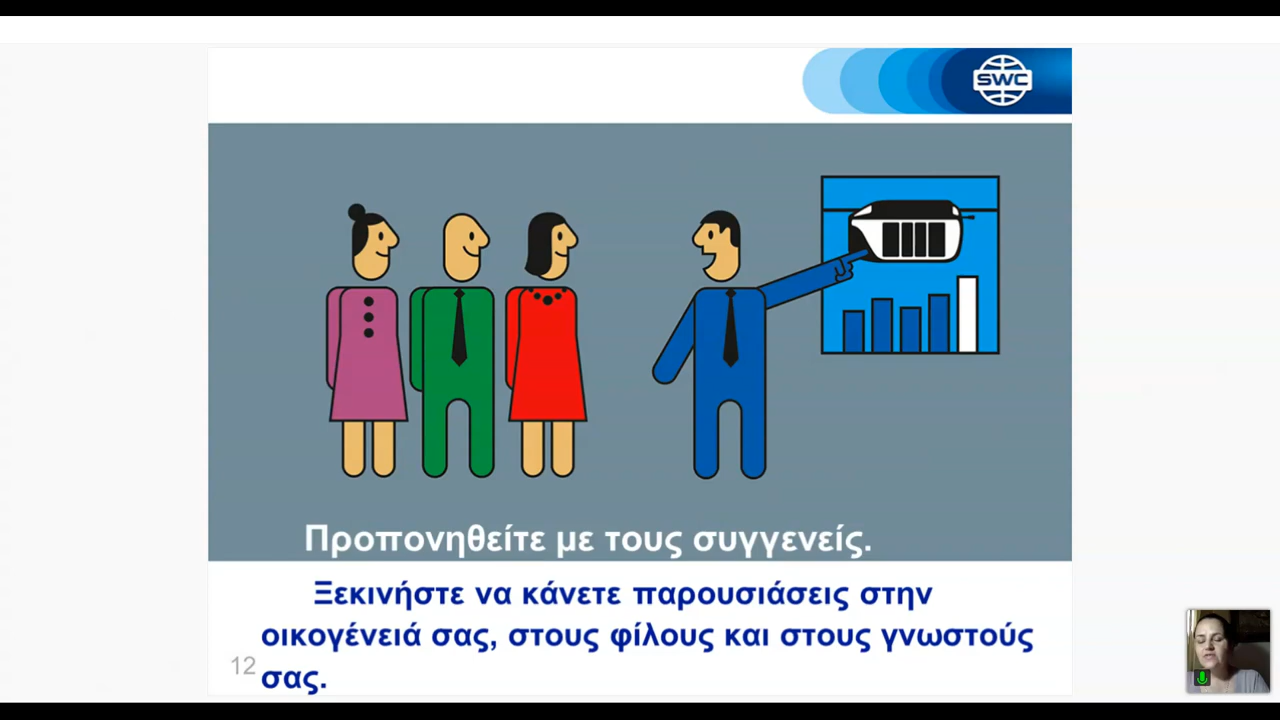 SWC
Προπονηθείτε με τους συγγενείς.
Ξεκινήστε να κάνετε παρουσιάσεις στην
οικογένειά σας, στους φίλους και στους γνωστούς
12 σας.